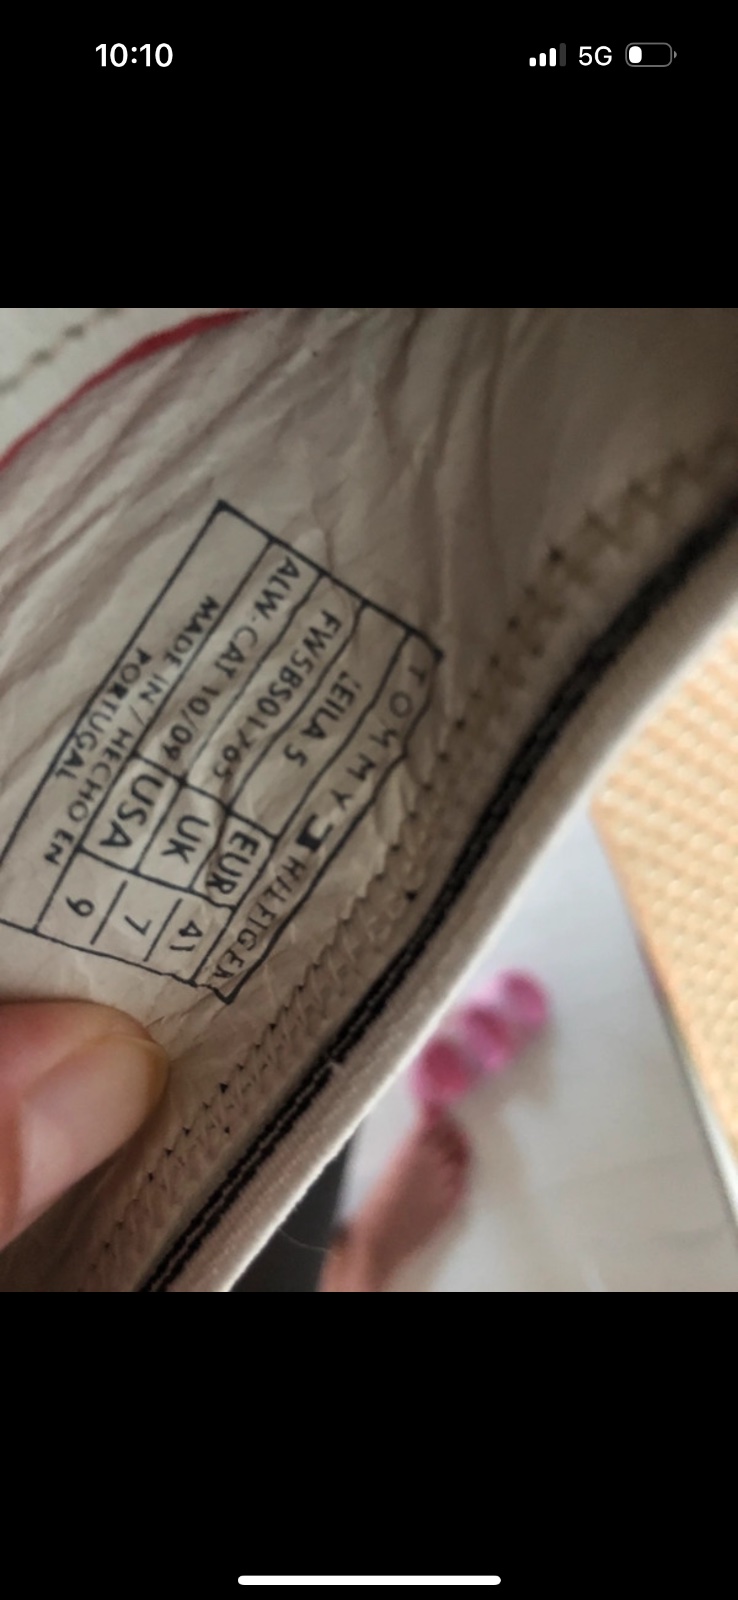 10:10 5G
TOMMY HILFIGER
LEILA 5
EUR 41
UK 7
USA 9
ALW-CAT 10/09
MADE IN / HECHO EN
PORTUGAL